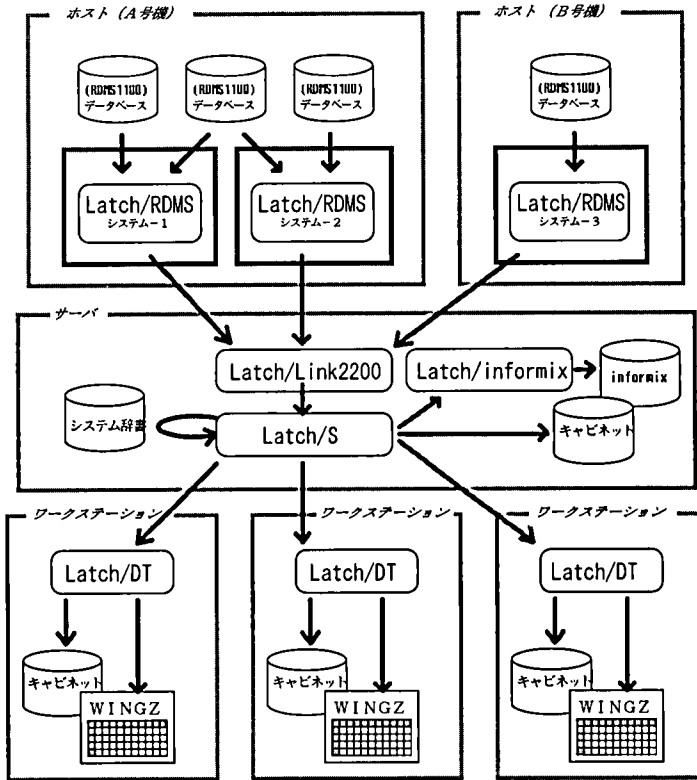 ホスト (A号機)
ホスト (B号機)
(RDMS1100)
データベース
(RDMS1100)
データベース
(RDMS1100)
データベース
(RDMS1100)
データベース
Latch/RDMS
システム－1
Latch/RDMS
システム－2
Latch/RDMS
システム－3
サーバ
Latch/Link2200
Latch/informix
informix
システム辞書
Latch/S
キャビネット
ワークステーション
ワークステーション
ワークステーション
Latch/DT
Latch/DT
Latch/DT
キャビネット
WINGZ
キャビネット
WINGZ
キャビネット
WINGZ